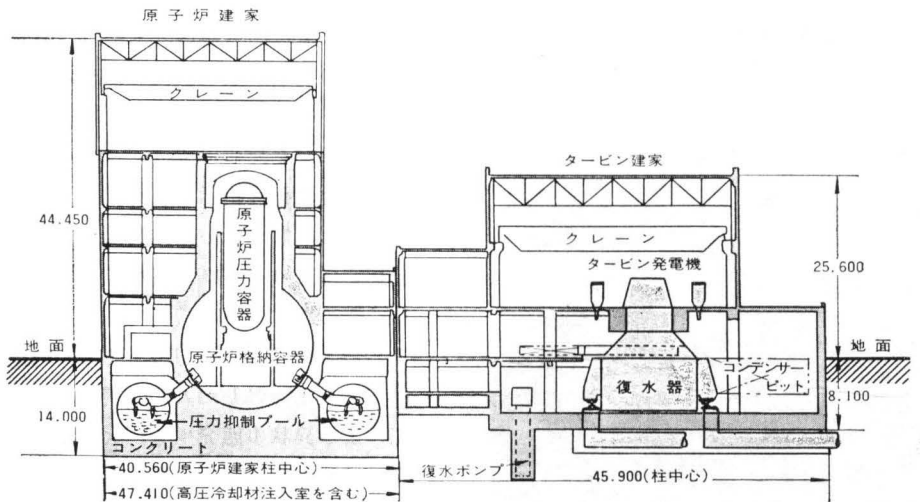 原子炉建家
クレーン
タービン建家
44.450
原子炉圧力容器
クレーン
タービン発電機
25.600
地面
原子炉格納容器
地面
コンデンサー
ピット
復水器
14.000
圧力抑制プール
8.100
コンクリート
40.560(原子炉建家柱中心)
復水ポンプ
45.900(柱中心)
47.410(高圧冷却材注入室を含む)